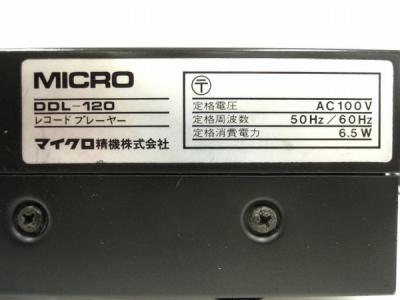 MICRO
DDL-120
レコードプレーヤー
マイクロ精機株式会社
〒
定格電圧 AC100V
定格周波数 50Hz/60Hz
定格消費電力 6.5W